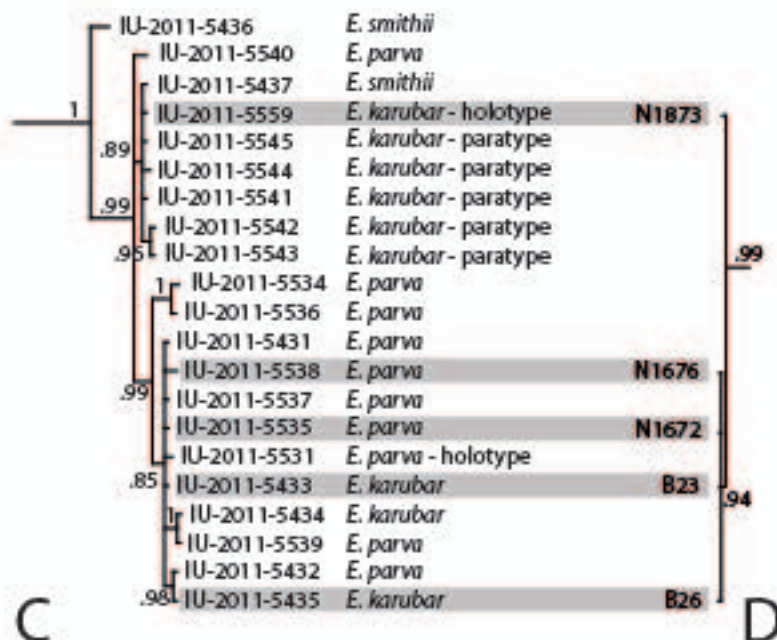 IU-2011-5436 E. smithii
IU-2011-5540 E. parva
IU-2011-5437 E. smithii
1
IU-2011-5559 E. karubar - holotype N1873
IU-2011-5545 E. karubar - paratype
.89
IU-2011-5544 E. karubar - paratype
IU-2011-5541 E. karubar - paratype
.99
IU-2011-5542 E. karubar - paratype
.95 IU-2011-5543 E. karubar - paratype
.99
1 IU-2011-5534 E. parva
IU-2011-5536 E. parva
IU-2011-5431 E. parva
IU-2011-5538 E. parva N1676
.99 IU-2011-5537 E. parva
IU-2011-5535 E. parva N1672
IU-2011-5531 E. parva - holotype
.85 IU-2011-5433 E. karubar B23
.94
1 IU-2011-5434 E. karubar
IU-2011-5539 E. parva
IU-2011-5432 E. parva
.98 IU-2011-5435 E. karubar B26
C D